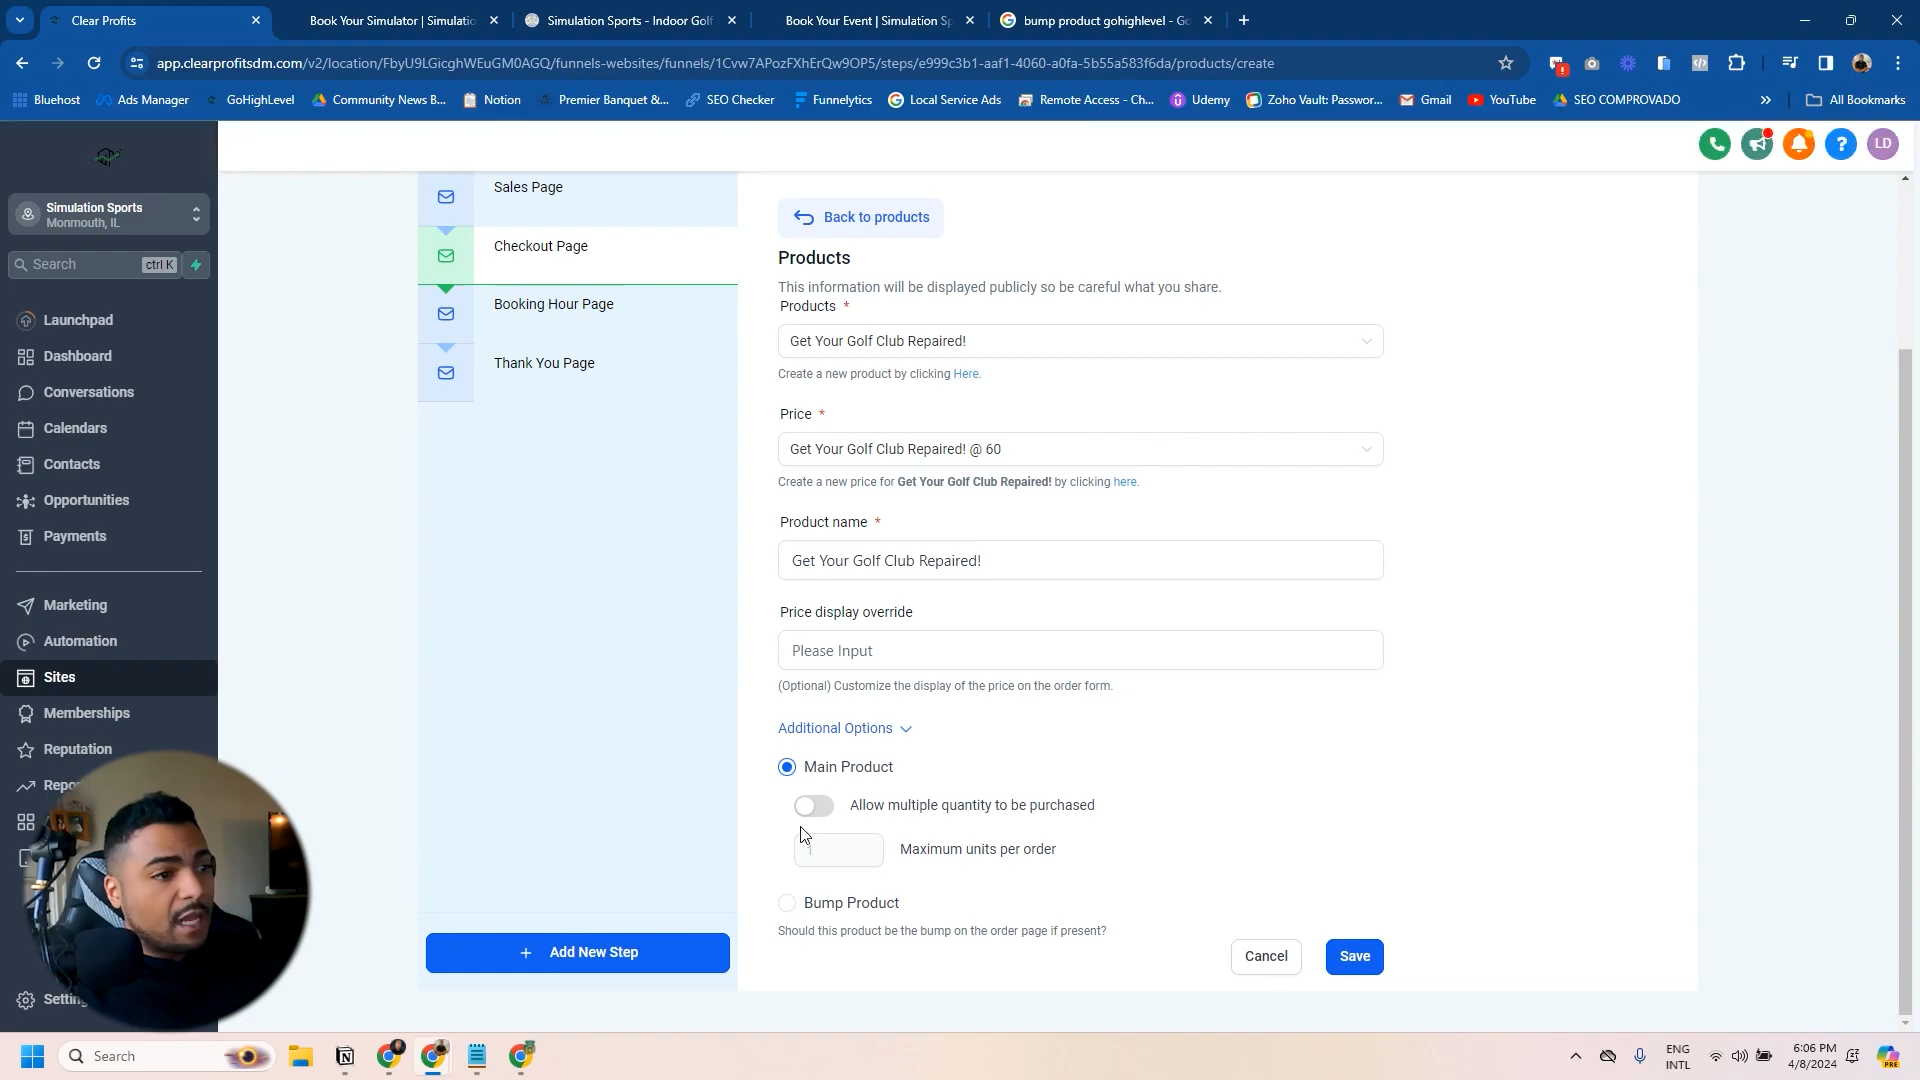 Clear Profits
Book Your Simulator | Simulatio
Simulation Sports - Indoor Golf
Book Your Event | Simulation Sp
bump product gohighlevel - Go
app.clearprofitsdm.com/v2/location/FbyU9LGicghWEuGM0AGQ/funnels-websites/funnels/1Cvw7APozFXhErQw9OP5/steps/e999c3b1-aaf1-4060-a0fa-5b55a583f6da/products/create
Bluehost
Ads Manager
GoHighLevel
Community News B...
Notion
Premier Banquet &...
SEO Checker
Funnelytics
Local Service Ads
Remote Access - Ch...
Udemy
Zoho Vault: Passwor...
Gmail
YouTube
SEO COMPROVADO
»
All Bookmarks
LD
Simulation Sports
Monmouth, IL
Search ctrl K
Launchpad
Dashboard
Conversations
Calendars
Contacts
Opportunities
Payments
Marketing
Automation
Sites
Memberships
Reputation
Repo
Settin
Sales Page
Checkout Page
Booking Hour Page
Thank You Page
+ Add New Step
Back to products
Products
This information will be displayed publicly so be careful what you share.
Products *
Get Your Golf Club Repaired!
Create a new product by clicking Here.
Price *
Get Your Golf Club Repaired! @ 60
Create a new price for Get Your Golf Club Repaired! by clicking here.
Product name *
Get Your Golf Club Repaired!
Price display override
Please Input
(Optional) Customize the display of the price on the order form.
Additional Options
Main Product
Allow multiple quantity to be purchased
Maximum units per order
Bump Product
Should this product be the bump on the order page if present?
Cancel
Save
Search
ENG
INTL
6:06 PM
4/8/2024
PRE